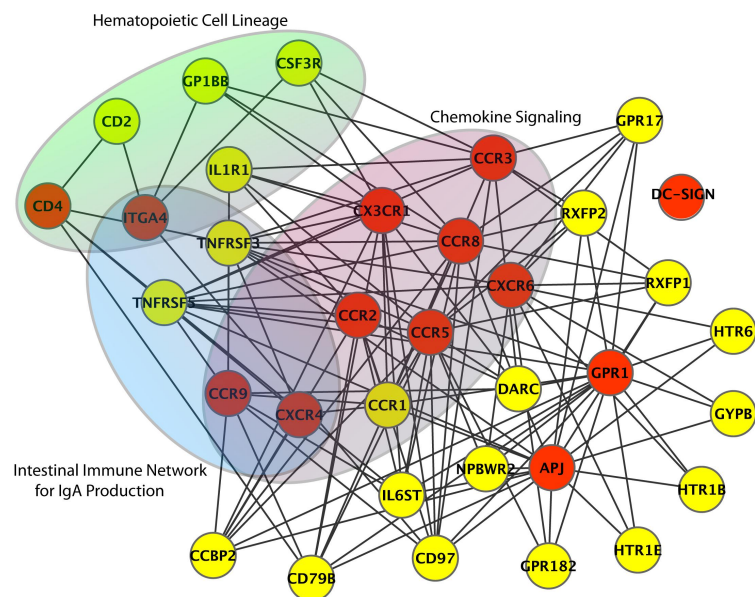 Hematopoietic Cell Lineage
CSF3R
GP1BB
CD2
Chemokine Signaling
GPR17
CCR3
IL1R1
DC-SIGN
CD4
ITGA4
CX3CR1
RXFP2
TNFRSF3
CCR8
CXCR6
RXFP1
TNFRSF5
CCR2
CCR5
HTR6
GPR1
CCR9
CCR1
DARC
CXCR4
GYPB
Intestinal Immune Network
for IgA Production
NPBWR2
APJ
HTR1B
IL6ST
CCBP2
CD97
HTR1E
CD79B
GPR182